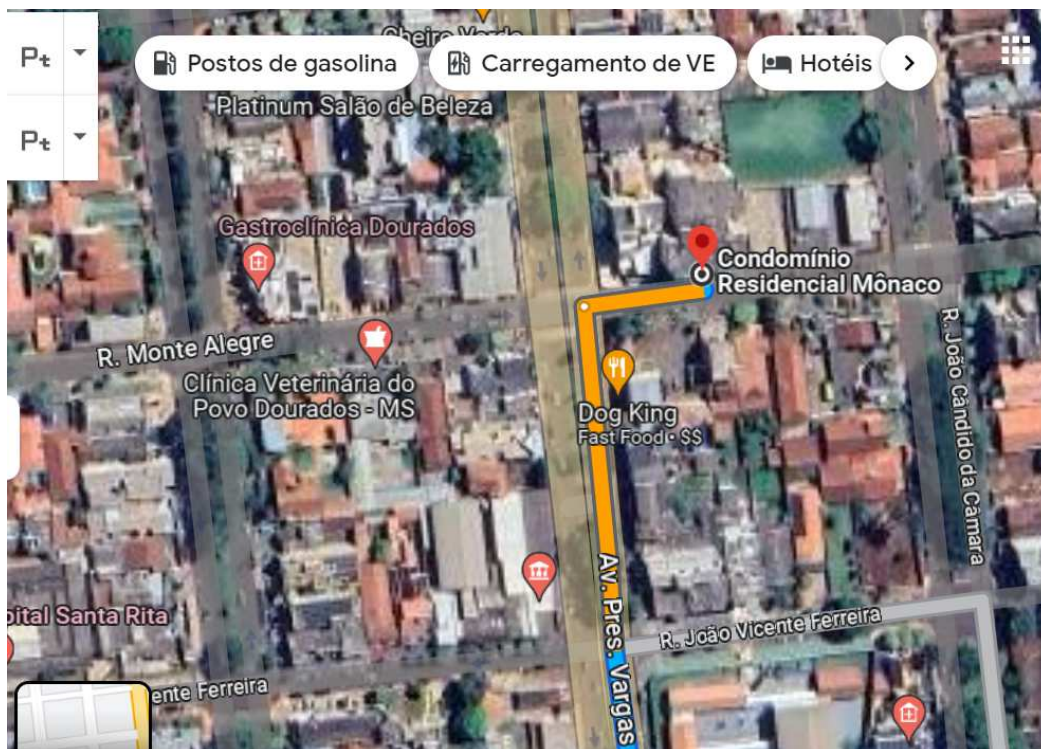 Pt
Postos de gasolina
Carregamento de VE
Hotéis
Pt
Platinum Salão de Beleza
Gastroclínica Dourados
Condomínio
Residencial Mônaco
R. Monte Alegre
Clínica Veterinária do
Povo Dourados - MS
Dog King
Fast Food • $$
R. João Cândido da Câmara
Av. Pres. Vargas
pital Santa Rita
R. João Vicente Ferreira
ente Ferreira